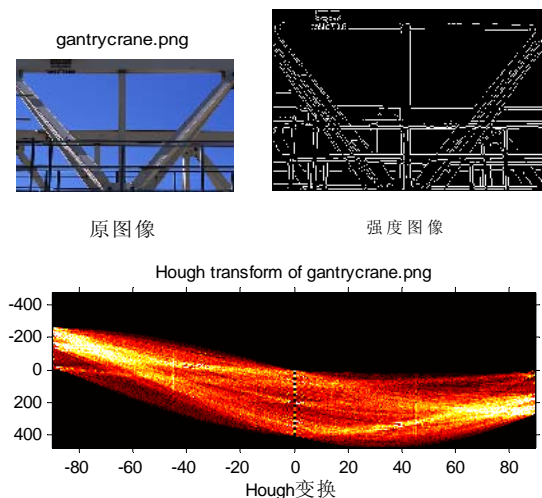 gantrycrane.png
原图像
强度图像
Hough transform of gantrycrane.png
-400
-200
0
200
400
-80 -60 -40 -20 0 20 40 60 80
Hough变换